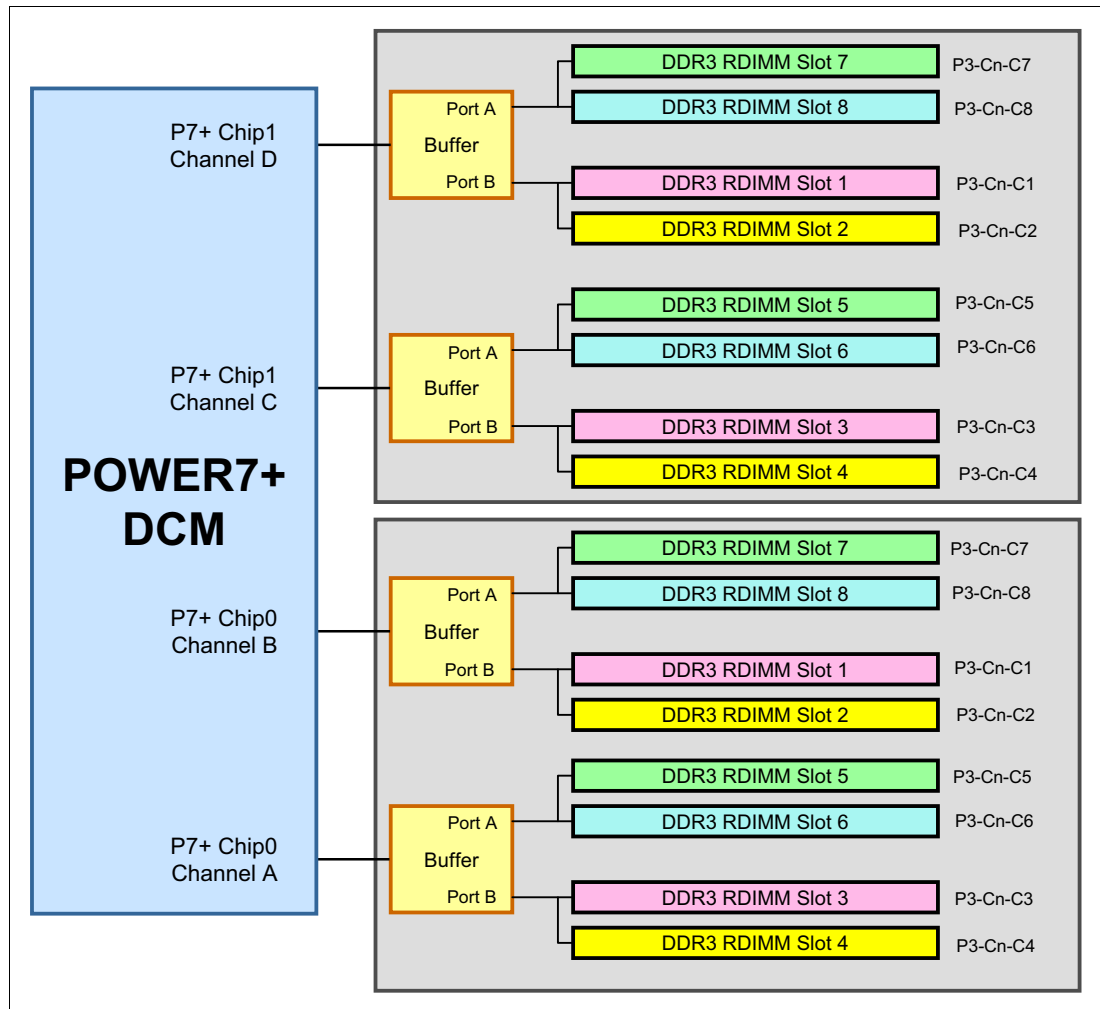 DDR3 RDIMM Slot 7
P3-Cn-C7
DDR3 RDIMM Slot 8
P3-Cn-C8
P7+ Chip1
Channel D
Port A
Buffer
Port B
DDR3 RDIMM Slot 1
P3-Cn-C1
DDR3 RDIMM Slot 2
P3-Cn-C2
DDR3 RDIMM Slot 5
P3-Cn-C5
DDR3 RDIMM Slot 6
P3-Cn-C6
P7+ Chip1
Channel C
Port A
Buffer
Port B
DDR3 RDIMM Slot 3
P3-Cn-C3
DDR3 RDIMM Slot 4
P3-Cn-C4
POWER7+
DCM
DDR3 RDIMM Slot 7
P3-Cn-C7
DDR3 RDIMM Slot 8
P3-Cn-C8
P7+ Chip0
Channel B
Port A
Buffer
Port B
DDR3 RDIMM Slot 1
P3-Cn-C1
DDR3 RDIMM Slot 2
P3-Cn-C2
DDR3 RDIMM Slot 5
P3-Cn-C5
DDR3 RDIMM Slot 6
P3-Cn-C6
P7+ Chip0
Channel A
Port A
Buffer
Port B
DDR3 RDIMM Slot 3
P3-Cn-C3
DDR3 RDIMM Slot 4
P3-Cn-C4